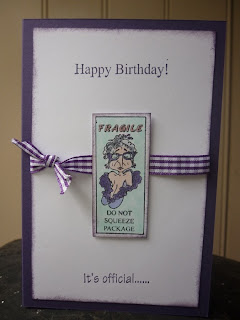 Happy Birthday!
FRAGILE
DO NOT
SQUEEZE
PACKAGE
It's official......